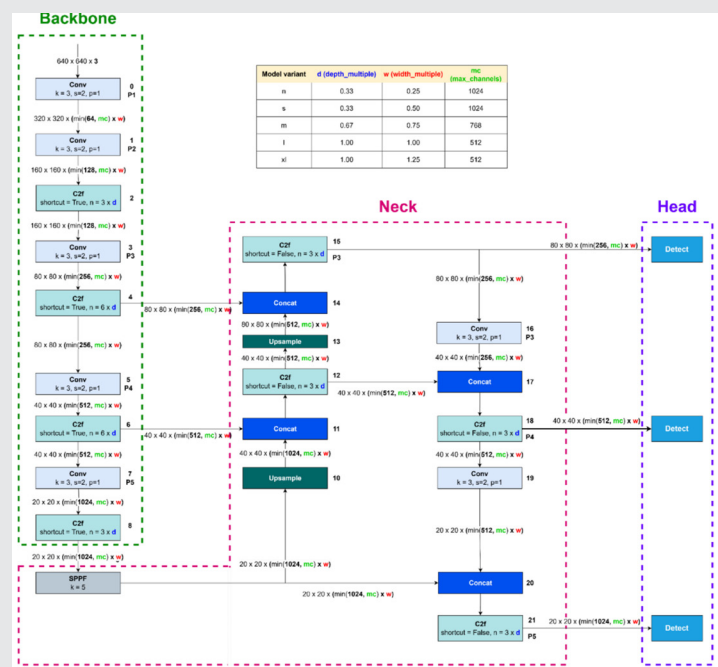 Backbone
640 x 640 x 3
Conv
k = 3, s=2, p=1
0
P1
320 x 320 x (min(64, mc) x w)
Conv
k = 3, s=2, p=1
1
P2
160 x 160 x (min(128, mc) x w)
C2f
shortcut = True, n = 3 x d
2
160 x 160 x (min(128, mc) x w)
Conv
k = 3, s=2, p=1
3
P3
80 x 80 x (min(256, mc) x w)
C2f
shortcut = True, n = 6 x d
4
80 x 80 x (min(256, mc) x w)
Conv
k = 3, s=2, p=1
5
P4
40 x 40 x (min(512, mc) x w)
C2f
shortcut = True, n = 6 x d
6
40 x 40 x (min(512, mc) x w)
Conv
k = 3, s=2, p=1
7
P5
20 x 20 x (min(1024, mc) x w)
C2f
shortcut = True, n = 3 x d
8
20 x 20 x (min(1024, mc) x w)
SPPF
k = 5
Model variant d (depth_multiple) w (width_multiple) mc (max_channels)
n 0.33 0.25 1024
s 0.33 0.50 1024
m 0.67 0.75 768
l 1.00 1.00 512
xl 1.00 1.25 512
Neck
C2f
shortcut = False, n = 3 x d
15
P3
80 x 80 x (min(256, mc) x w)
Concat
14
80 x 80 x (min(512, mc) x w)
Upsample
13
40 x 40 x (min(512, mc) x w)
C2f
shortcut = False, n = 3 x d
12
40 x 40 x (min(512, mc) x w)
Concat
11
40 x 40 x (min(512, mc) x w)
40 x 40 x (min(1024, mc) x w)
Upsample
10
20 x 20 x (min(1024, mc) x w)
20 x 20 x (min(1024, mc) x w)
80 x 80 x (min(256, mc) x w)
80 x 80 x (min(256, mc) x w)
Conv
k = 3, s=2, p=1
16
P3
40 x 40 x (min(256, mc) x w)
Concat
17
C2f
shortcut = False, n = 3 x d
18
P4
40 x 40 x (min(512, mc) x w)
40 x 40 x (min(512, mc) x w)
Conv
k = 3, s=2, p=1
19
20 x 20 x (min(512, mc) x w)
Concat
20
C2f
shortcut = False, n = 3 x d
21
P5
20 x 20 x (min(1024, mc) x w)
Head
Detect
Detect
Detect